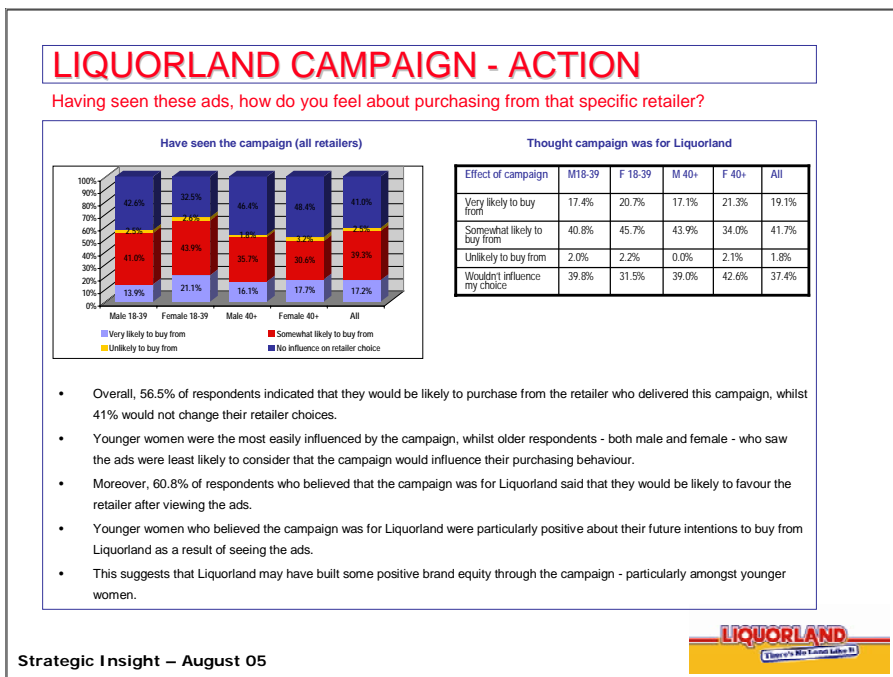 LIQUORLAND CAMPAIGN - ACTION
Having seen these ads, how do you feel about purchasing from that specific retailer?
Have seen the campaign (all retailers)
100%
90%
80%
70%
60%
50%
40%
30%
20%
10%
0%
42.6% 32.5% 46.4% 48.4% 41.0%
2.5% 2.6% 1.8% 3.2% 2.5%
41.0% 43.9% 35.7% 30.6% 39.3%
13.9% 21.1% 16.1% 17.7% 17.2%
Male 18-39 Female 18-39 Male 40+ Female 40+ All
Very likely to buy from Somewhat likely to buy from
Unlikely to buy from No influence on retailer choice
Thought campaign was for Liquorland
Effect of campaign M18-39 F 18-39 M 40+ F 40+ All
Very likely to buy from 17.4% 20.7% 17.1% 21.3% 19.1%
Somewhat likely to buy from 40.8% 45.7% 43.9% 34.0% 41.7%
Unlikely to buy from 2.0% 2.2% 0.0% 2.1% 1.8%
Wouldn't influence my choice 39.8% 31.5% 39.0% 42.6% 37.4%
• Overall, 56.5% of respondents indicated that they would be likely to purchase from the retailer who delivered this campaign, whilst
41% would not change their retailer choices.
• Younger women were the most easily influenced by the campaign, whilst older respondents - both male and female - who saw
the ads were least likely to consider that the campaign would influence their purchasing behaviour.
• Moreover, 60.8% of respondents who believed that the campaign was for Liquorland said that they would be likely to favour the
retailer after viewing the ads.
• Younger women who believed the campaign was for Liquorland were particularly positive about their future intentions to buy from
Liquorland as a result of seeing the ads.
• This suggests that Liquorland may have built some positive brand equity through the campaign - particularly amongst younger
women.
Strategic Insight – August 05
LIQUORLAND
There's No Land Like It